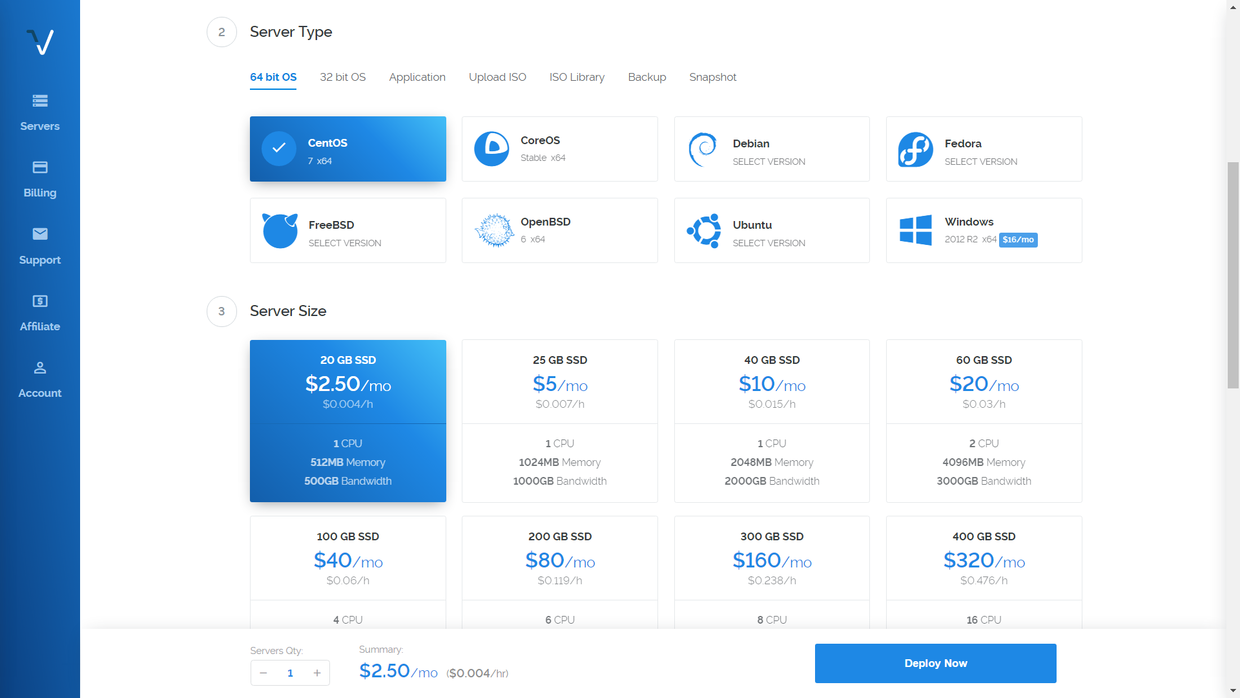 2 Server Type
64 bit OS 32 bit OS Application Upload ISO ISO Library Backup Snapshot
Servers
Billing
Support
Affiliate
Account
CentOS
7 x64
CoreOS
Stable x64
Debian
SELECT VERSION
Fedora
SELECT VERSION
FreeBSD
SELECT VERSION
OpenBSD
6 x64
Ubuntu
SELECT VERSION
Windows
2012 R2 x64 $16/mo
3 Server Size
20 GB SSD
$2.50/mo
$0.004/h
1 CPU
512MB Memory
500GB Bandwidth
25 GB SSD
$5/mo
$0.007/h
1 CPU
1024MB Memory
1000GB Bandwidth
40 GB SSD
$10/mo
$0.015/h
1 CPU
2048MB Memory
2000GB Bandwidth
60 GB SSD
$20/mo
$0.03/h
2 CPU
4096MB Memory
3000GB Bandwidth
100 GB SSD
$40/mo
$0.06/h
4 CPU
200 GB SSD
$80/mo
$0.119/h
6 CPU
300 GB SSD
$160/mo
$0.238/h
8 CPU
400 GB SSD
$320/mo
$0.476/h
16 CPU
Servers Qty:
− 1 +
Summary:
$2.50/mo ($0.004/hr)
Deploy Now